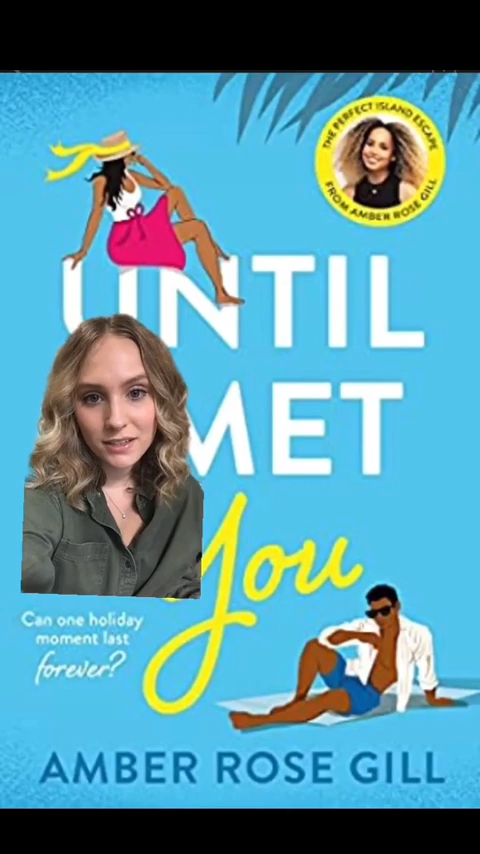 THE PERFECT ISLAND ESCAPE
FROM AMBER ROSE GILL
UNTIL
MET
you
Can one holiday
moment last
forever?
AMBER ROSE GILL